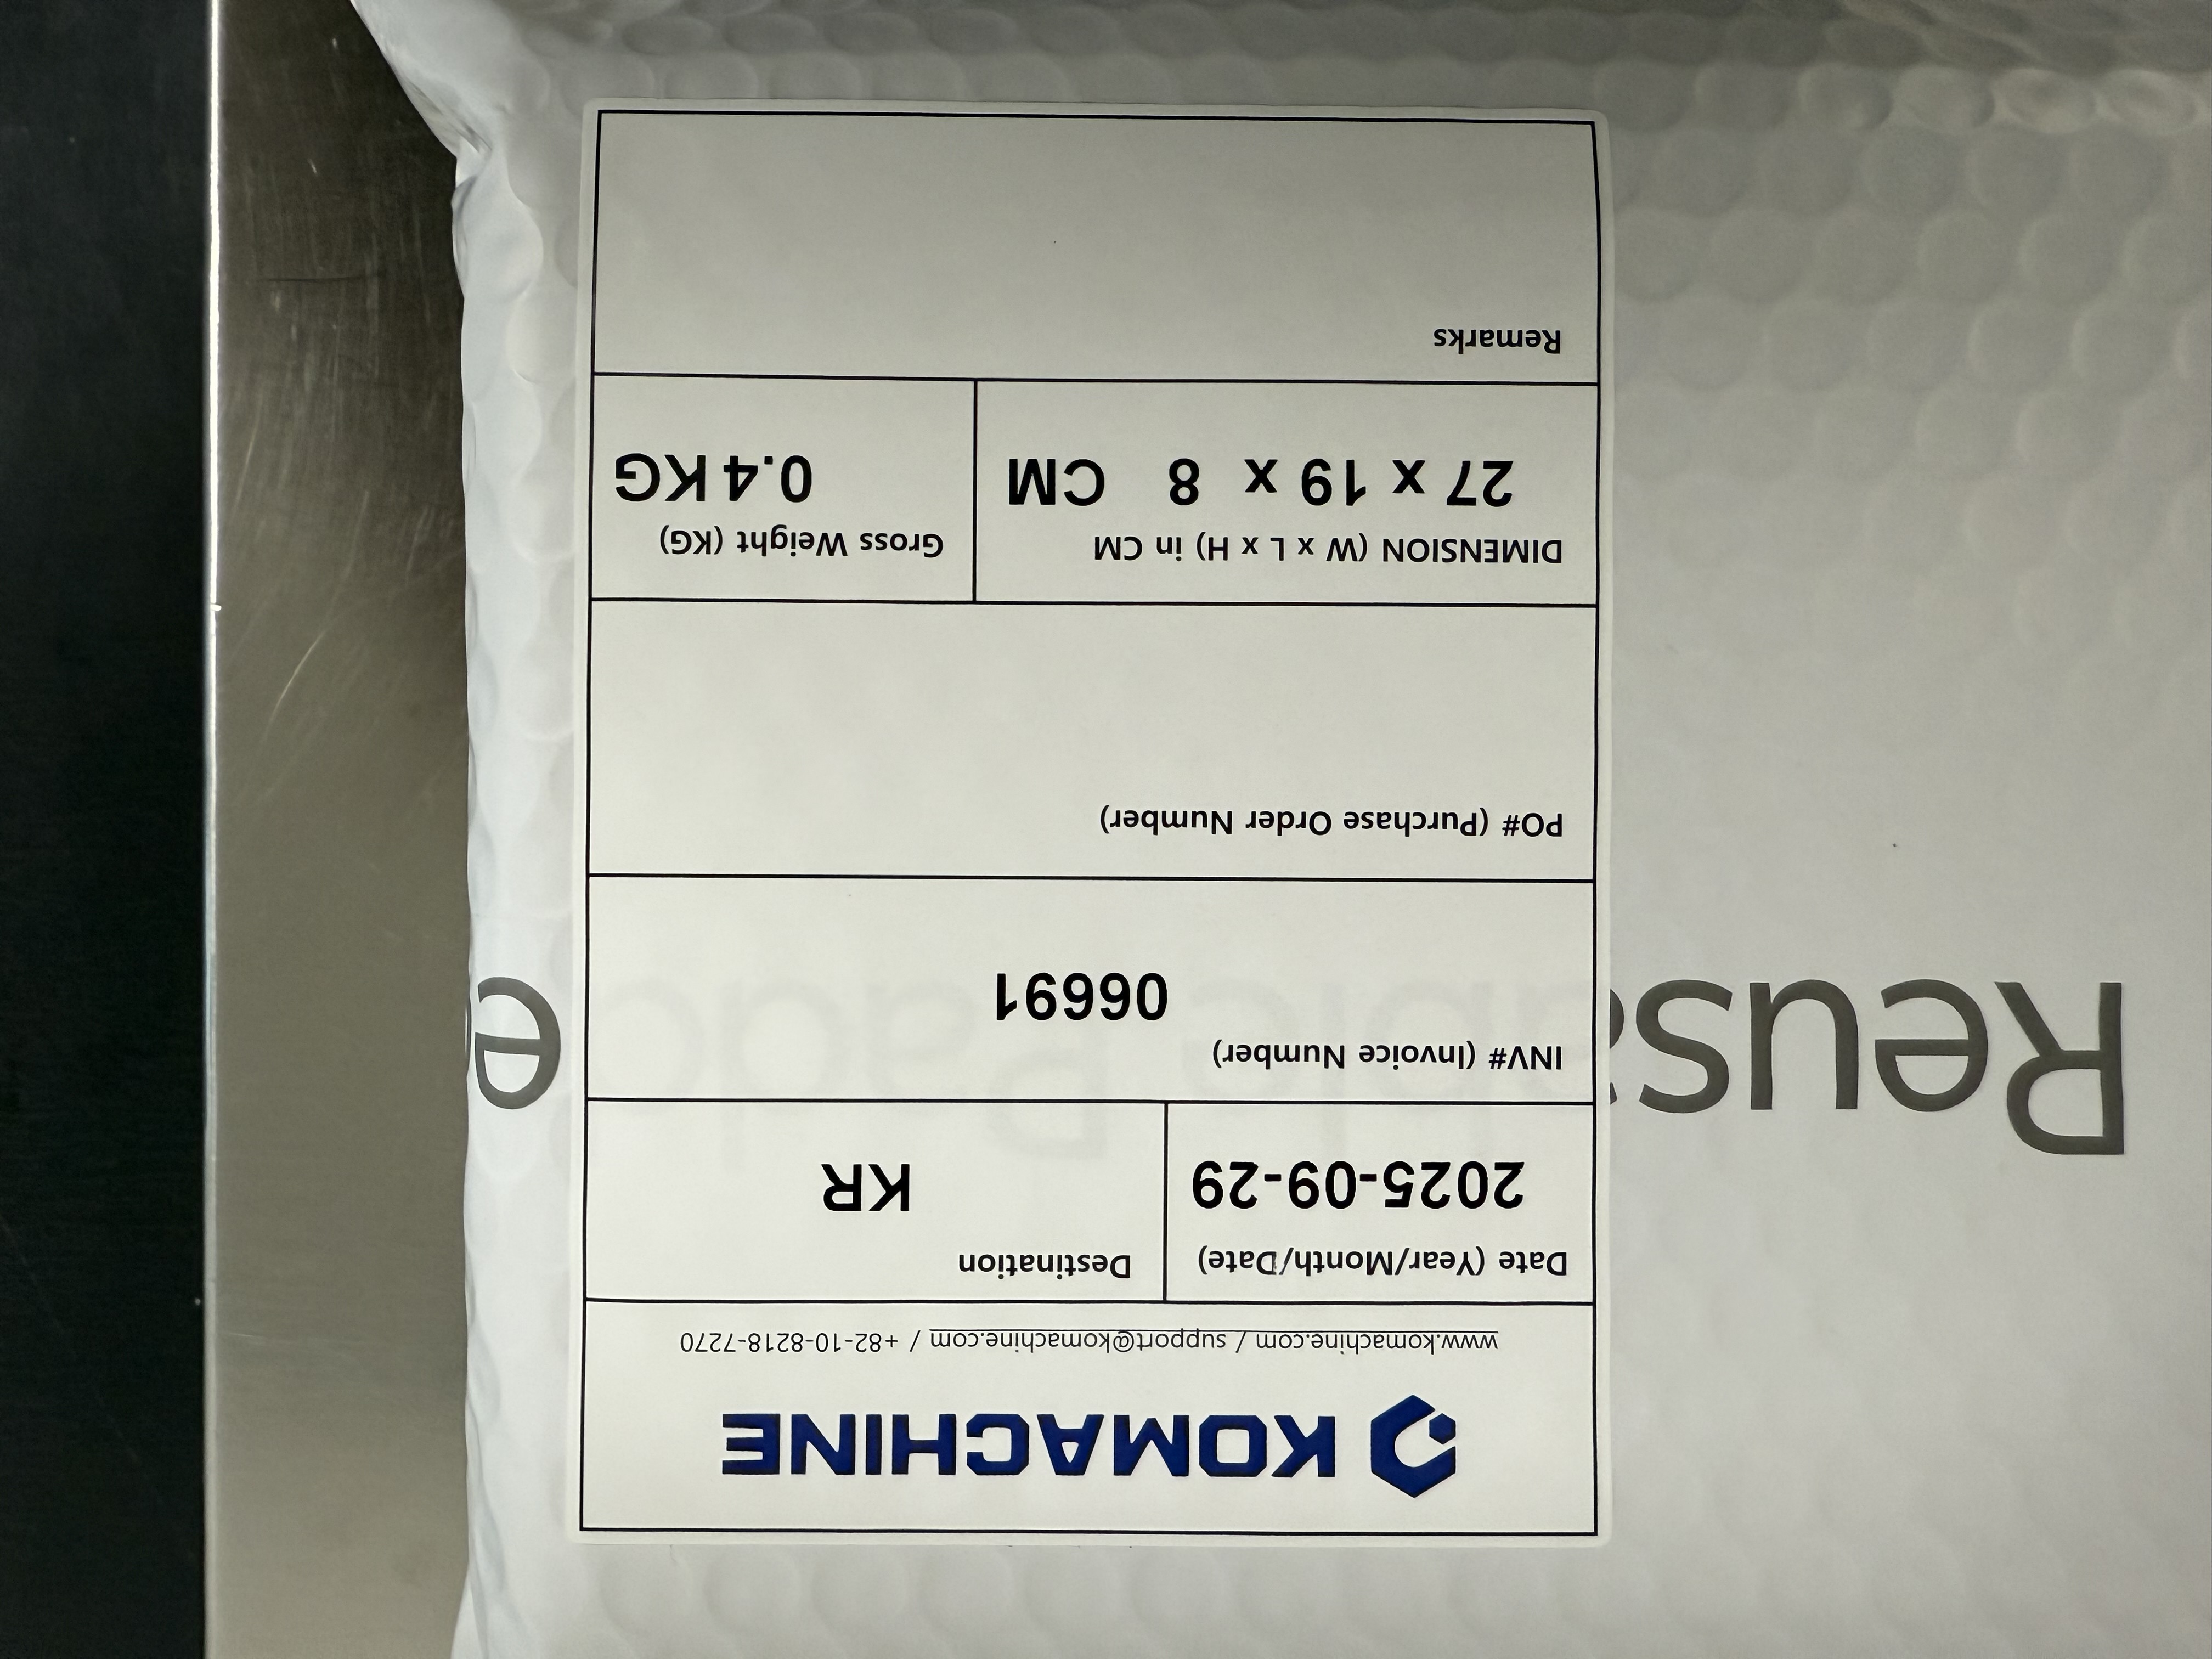 KOMACHINE
www.komachine.com / support@komachine.com / +82-10-8218-7270
Date (Year/Month/Date) Destination
2025-09-29 KR
INV# (Invoice Number)
06691
PO# (Purchase Order Number)
DIMENSION (W x L x H) in CM Gross Weight (KG)
27 x 19 x 8 CM 0.4 KG
Remarks